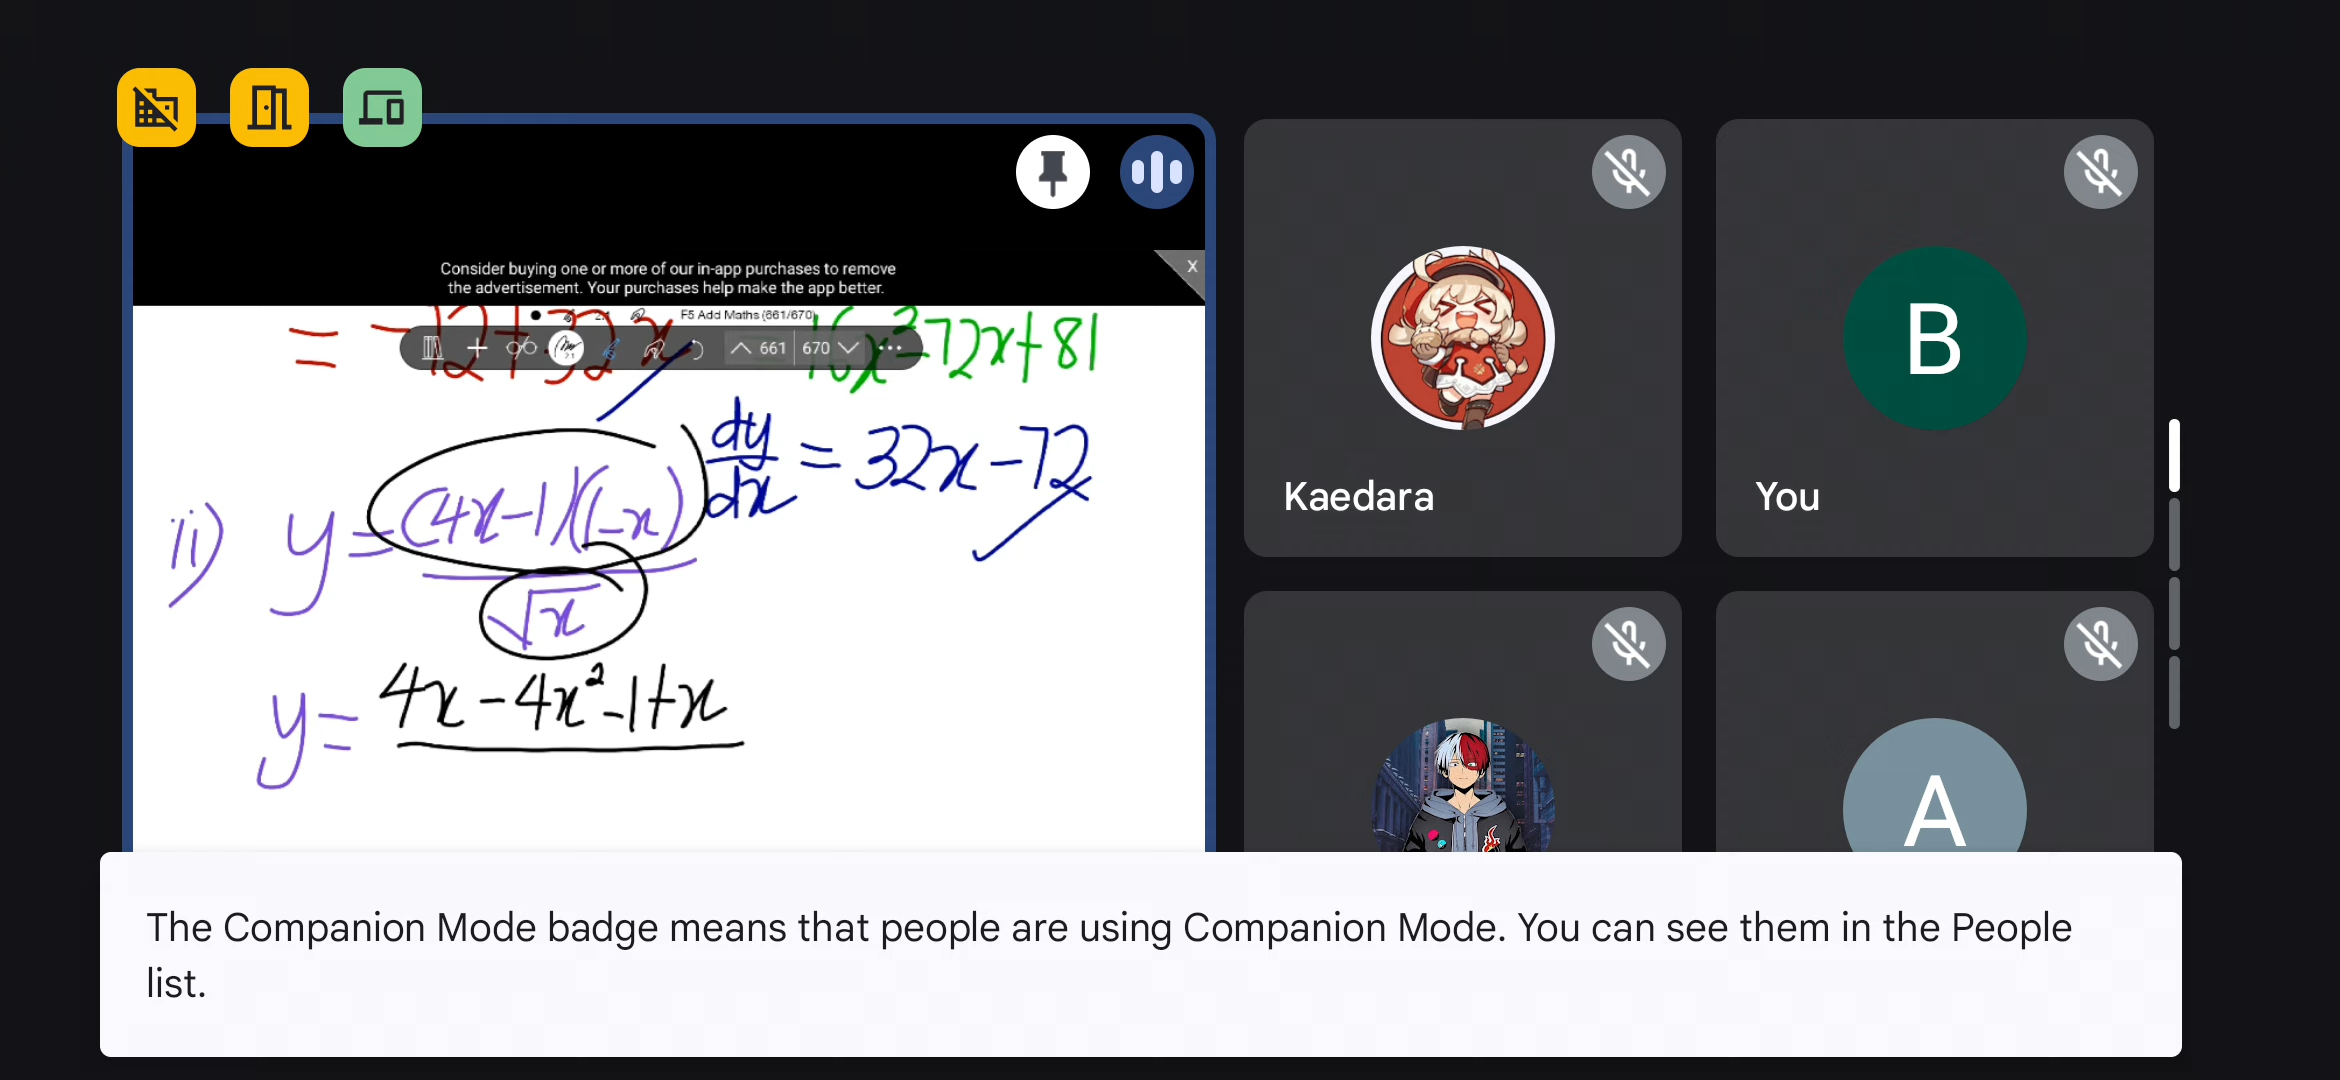 Consider buying one or more of our in-app purchases to remove
the advertisement. Your purchases help make the app better.
X
F5 Add Maths (661/670)
661 670
= -12+32x
16x²-72x+81
dy/dx = 32x-72
ii) y = (4x-1)(1-x)
√x
y = 4x-4x²-1+x
Kaedara
B
You
A
The Companion Mode badge means that people are using Companion Mode. You can see them in the People
list.